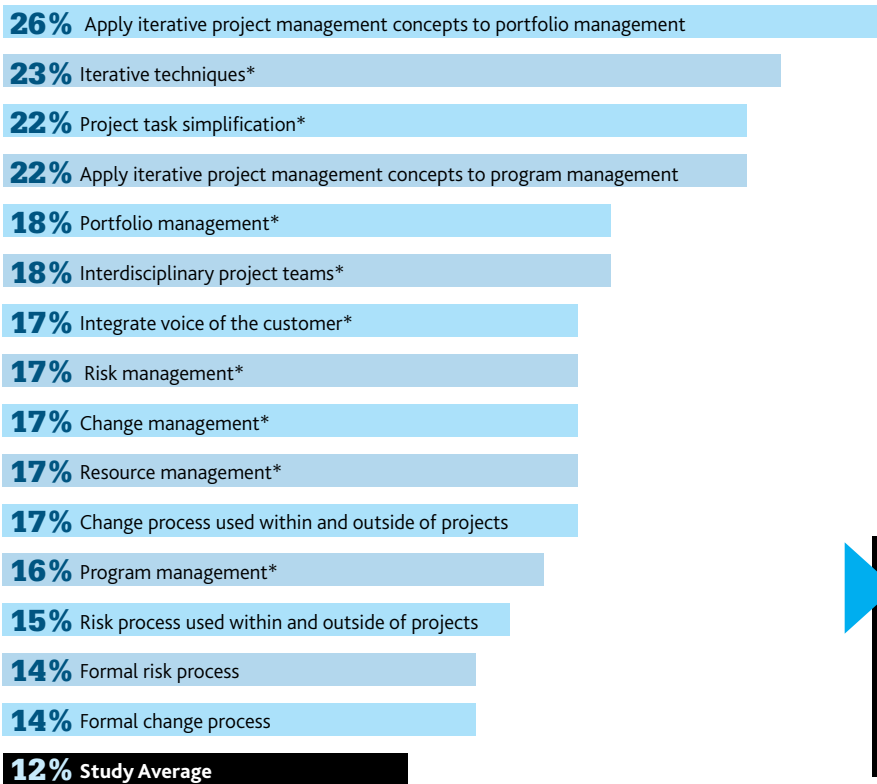 26% Apply iterative project management concepts to portfolio management
23% Iterative techniques*
22% Project task simplification*
22% Apply iterative project management concepts to program management
18% Portfolio management*
18% Interdisciplinary project teams*
17% Integrate voice of the customer*
17% Risk management*
17% Change management*
17% Resource management*
17% Change process used within and outside of projects
16% Program management*
15% Risk process used within and outside of projects
14% Formal risk process
14% Formal change process
12% Study Average